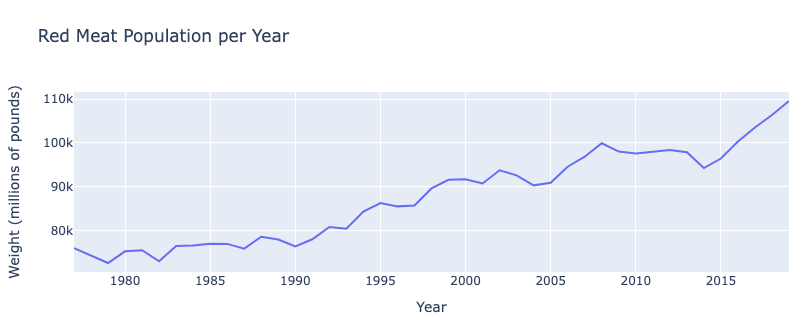 Red Meat Population per Year
Weight (millions of pounds)
110k
100k
90k
80k
1980 1985 1990 1995 2000 2005 2010 2015
Year